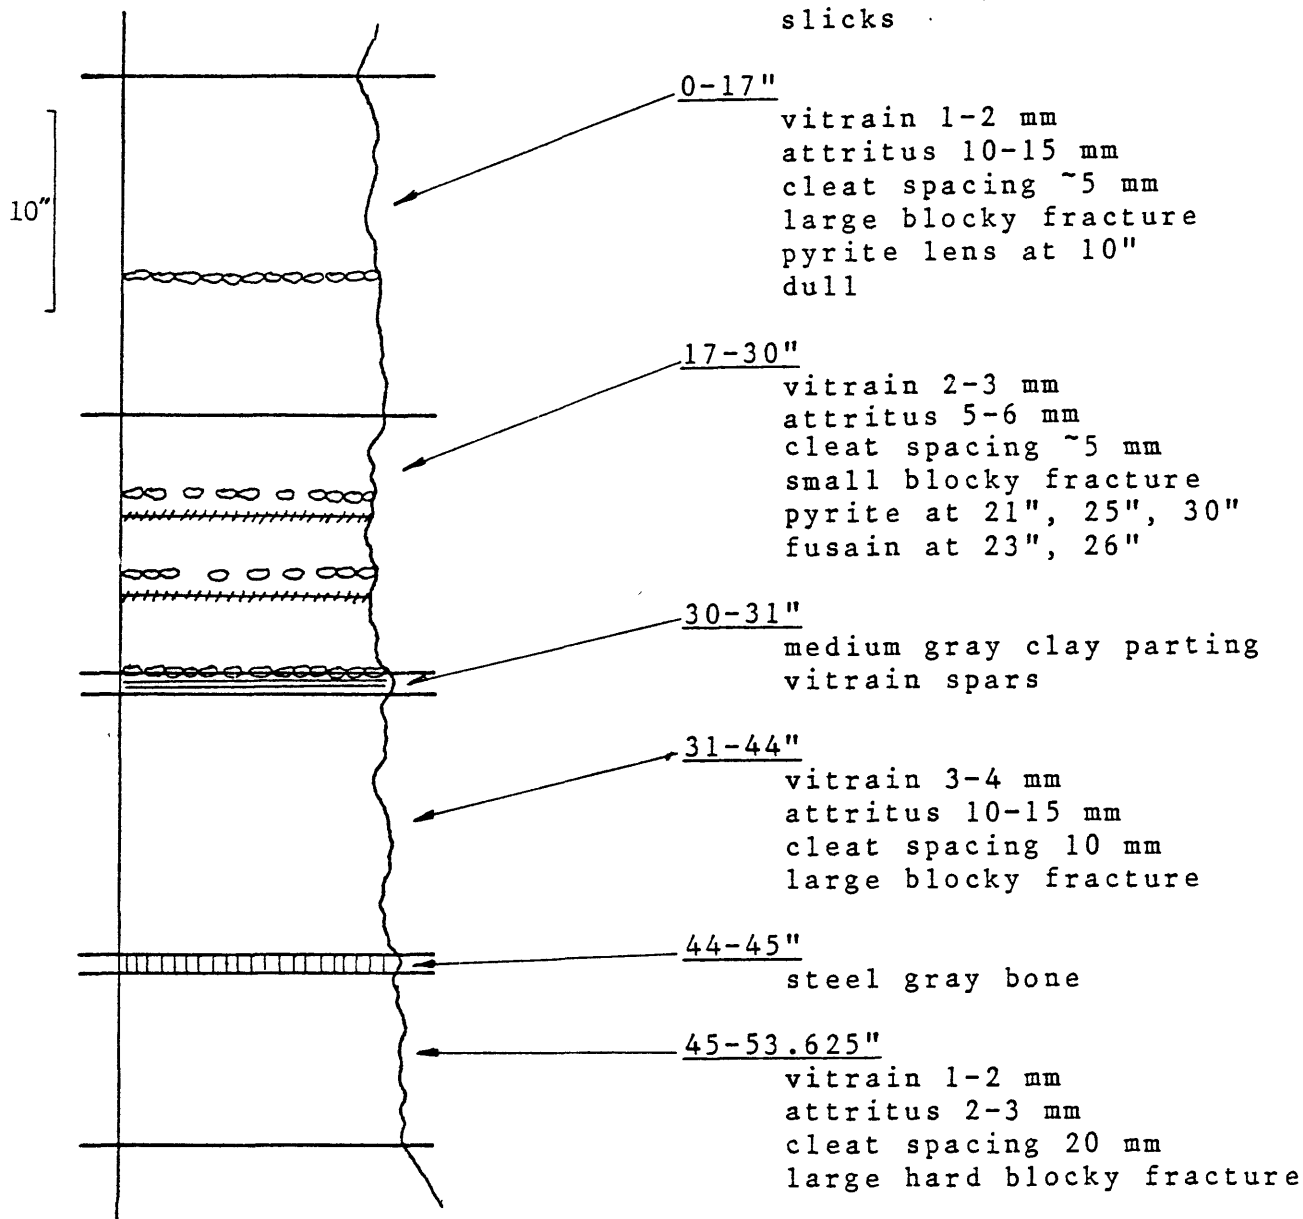 slicks
0-17"
vitrain 1-2 mm
attritus 10-15 mm
cleat spacing ~5 mm
large blocky fracture
pyrite lens at 10"
dull
10"
17-30"
vitrain 2-3 mm
attritus 5-6 mm
cleat spacing ~5 mm
small blocky fracture
pyrite at 21", 25", 30"
fusain at 23", 26"
30-31"
medium gray clay parting
vitrain spars
31-44"
vitrain 3-4 mm
attritus 10-15 mm
cleat spacing 10 mm
large blocky fracture
44-45"
steel gray bone
45-53.625"
vitrain 1-2 mm
attritus 2-3 mm
cleat spacing 20 mm
large hard blocky fracture